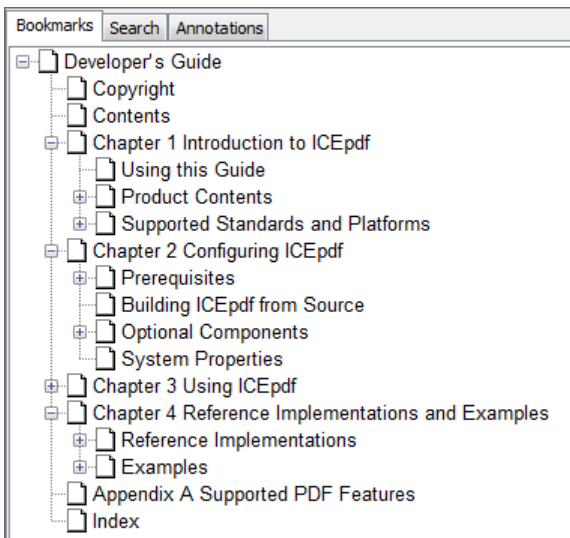 Bookmarks Search Annotations
Developer's Guide
Copyright
Contents
Chapter 1 Introduction to ICEpdf
Using this Guide
Product Contents
Supported Standards and Platforms
Chapter 2 Configuring ICEpdf
Prerequisites
Building ICEpdf from Source
Optional Components
System Properties
Chapter 3 Using ICEpdf
Chapter 4 Reference Implementations and Examples
Reference Implementations
Examples
Appendix A Supported PDF Features
Index